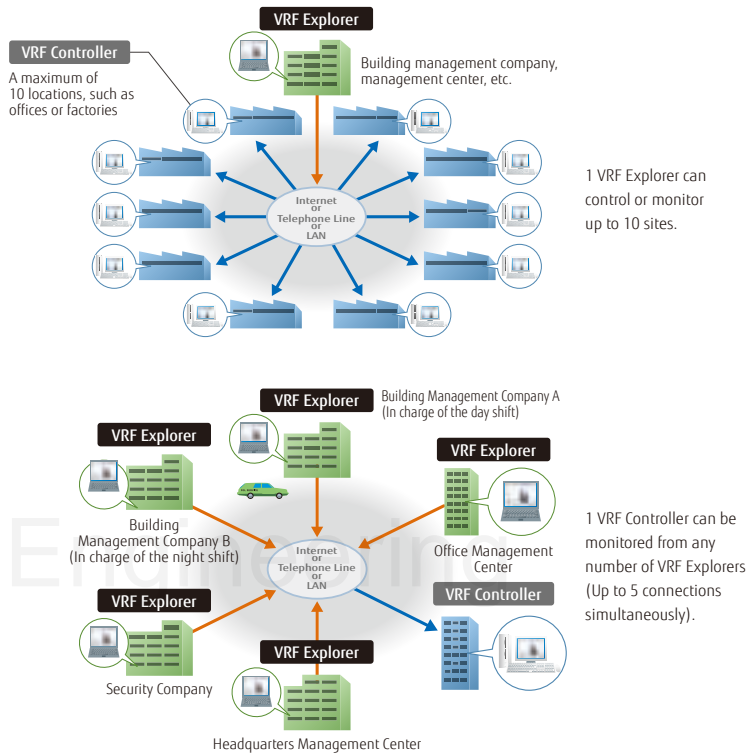 VRF Explorer
VRF Controller
A maximum of
10 locations, such as
offices or factories
Building management company,
management center, etc.
Internet
or
Telephone Line
or
LAN
1 VRF Explorer can
control or monitor
up to 10 sites.
VRF Explorer
Building Management Company A
(In charge of the day shift)
VRF Explorer
Building
Management Company B
(In charge of the night shift)
VRF Explorer
Office Management
Center
Engineering
Internet
or
Telephone Line
or
LAN
1 VRF Controller can be
monitored from any
number of VRF Explorers
(Up to 5 connections
simultaneously).
VRF Explorer
Security Company
VRF Controller
VRF Explorer
Headquarters Management Center